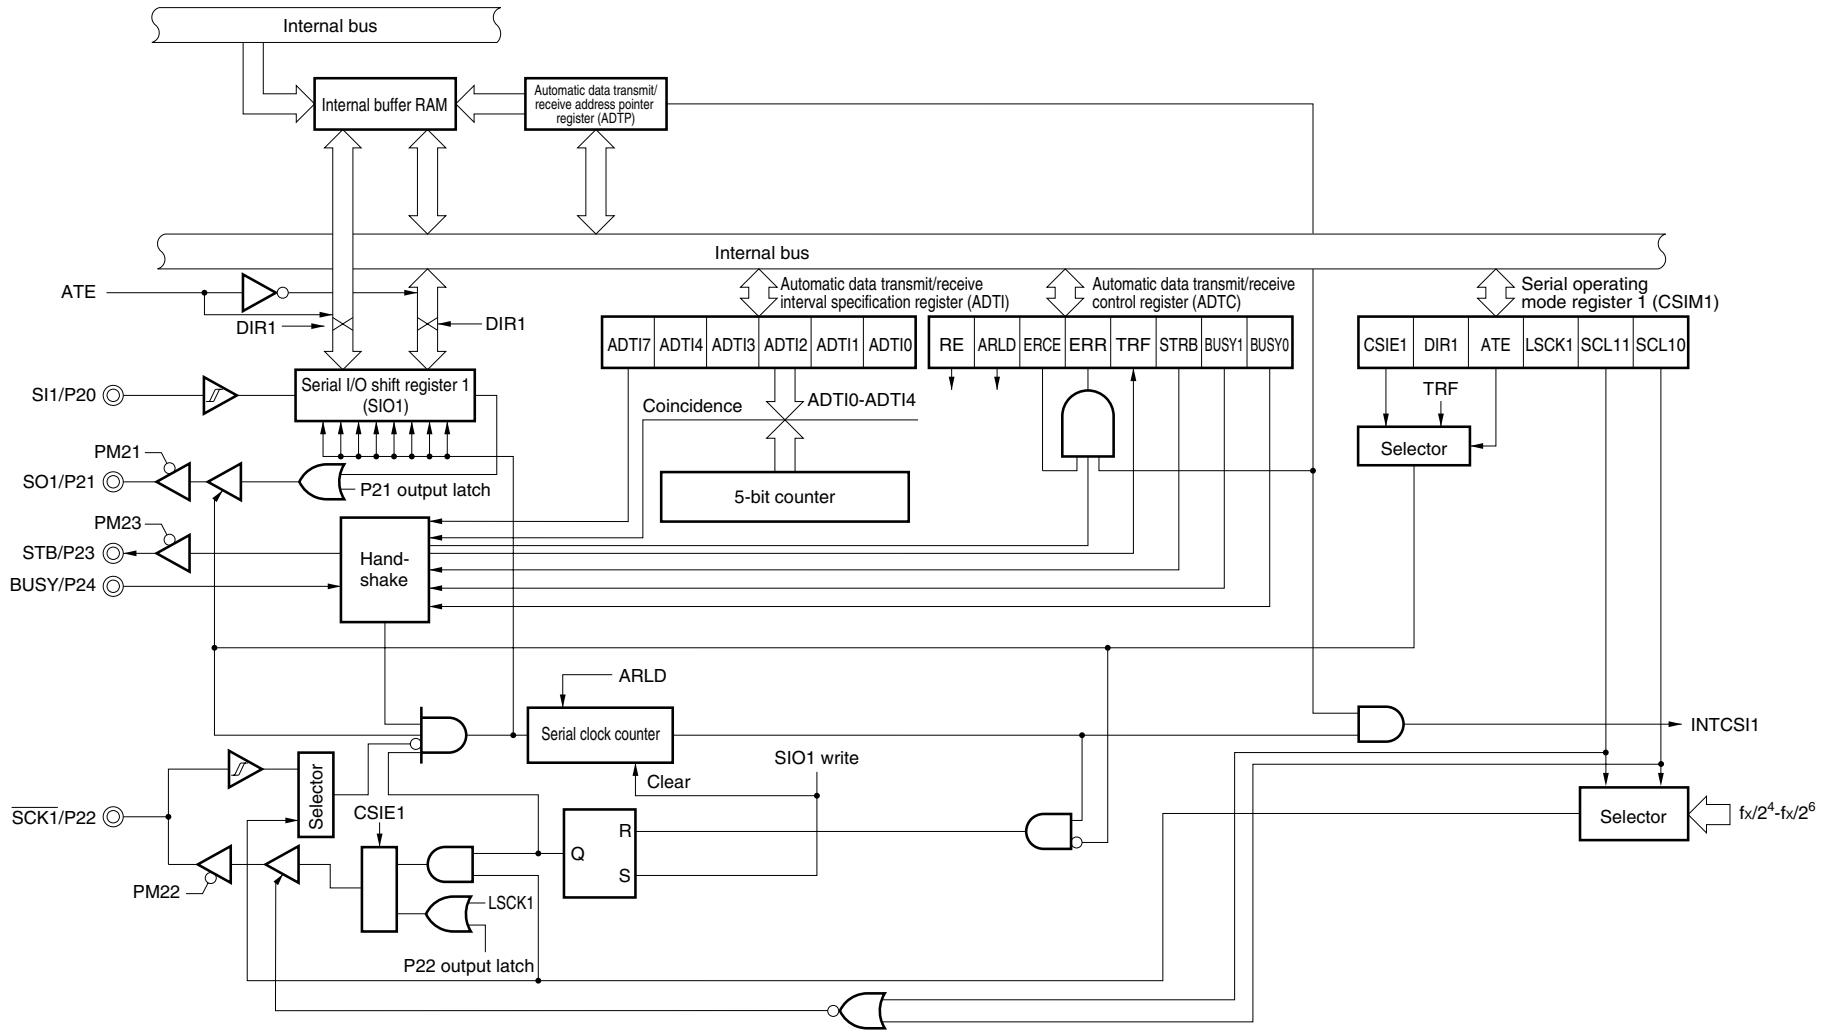 Internal bus
Internal buffer RAM
Automatic data transmit/
receive address pointer
register (ADTP)
Internal bus
ATE
DIR1
DIR1
Automatic data transmit/receive
interval specification register (ADTI)
Automatic data transmit/receive
control register (ADTC)
Serial operating
mode register 1 (CSIM1)
ADTI7 ADTI4 ADTI3 ADTI2 ADTI1 ADTI0
RE ARLD ERCE ERR TRF STRB BUSY1 BUSY0
CSIE1 DIR1 ATE LSCK1 SCL11 SCL10
SI1/P20
Serial I/O shift register 1
(SIO1)
Coincidence
ADTI0-ADTI4
TRF
Selector
PM21
SO1/P21
P21 output latch
5-bit counter
PM23
STB/P23
BUSY/P24
Hand-
shake
ARLD
Serial clock counter
INTCSI1
SIO1 write
Clear
Selector
SCK1/P22
CSIE1
R
Q
S
Selector
fx/2⁴-fx/2⁶
PM22
LSCK1
P22 output latch